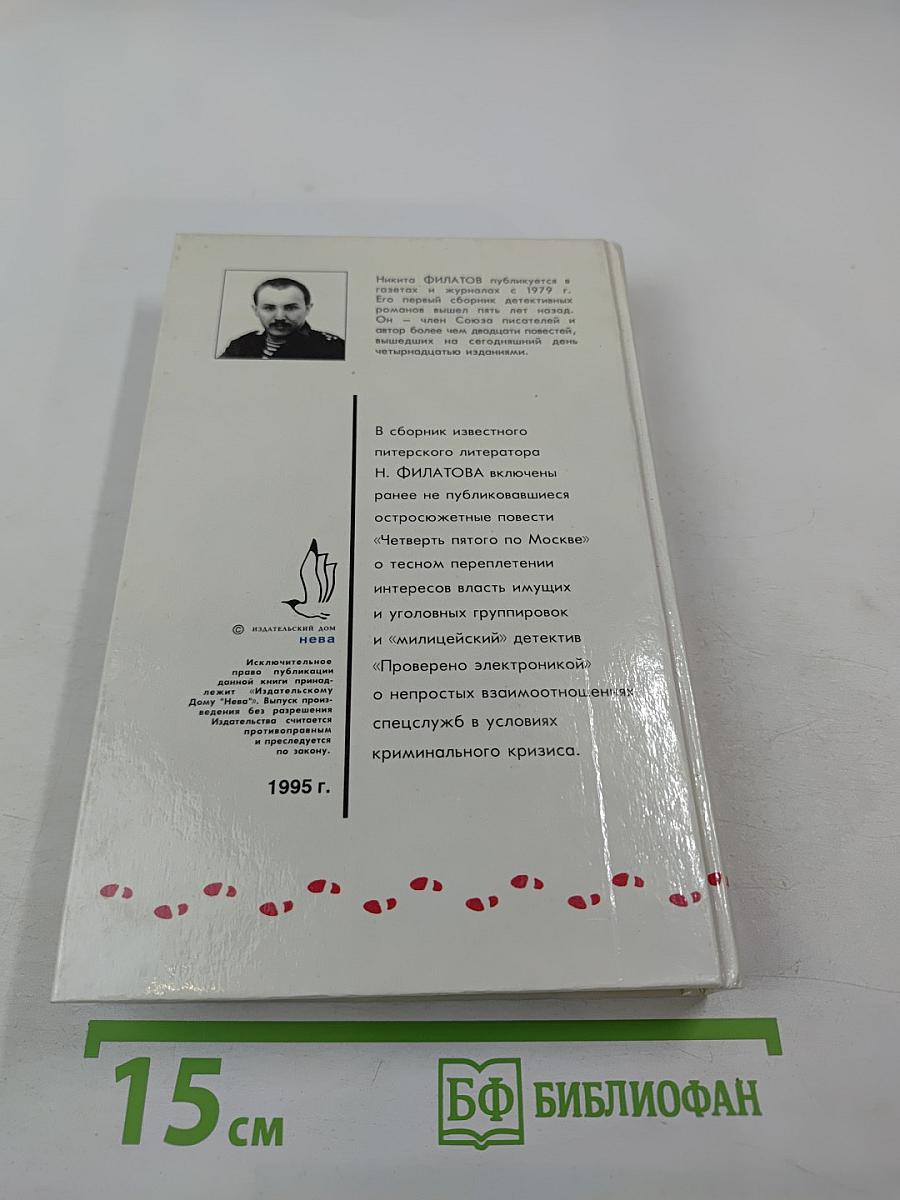 Никита ФИЛАТОВ публикуется в
газетах и журналах с 1979 г.
Его первый сборник детективных
романов вышел пять лет назад.
Он – член Союза писателей и
автор более чем двадцати повестей,
вышедших на сегодняшний день
четырнадцатью изданиями.
В сборник известного
питерского литератора
Н. ФИЛАТОВА включены
ранее не публиковавшиеся
остросюжетные повести
«Четверть пятого по Москве»
о тесном переплетении
интересов власть имущих
и уголовных группировок
и «милицейский» детектив
«Проверено электроникой»
о непростых взаимоотношениях
спецслужб в условиях
криминального кризиса.
© ИЗДАТЕЛЬСКИЙ ДОМ
нева
Исключительное
право публикации
данной книги принад-
лежит «Издательскому
Дому "Нева"». Выпуск произ-
ведения без разрешения
Издательства считается
противоправным
и преследуется
по закону.
1995 г.
15 см
БФ БИБЛИОФАН